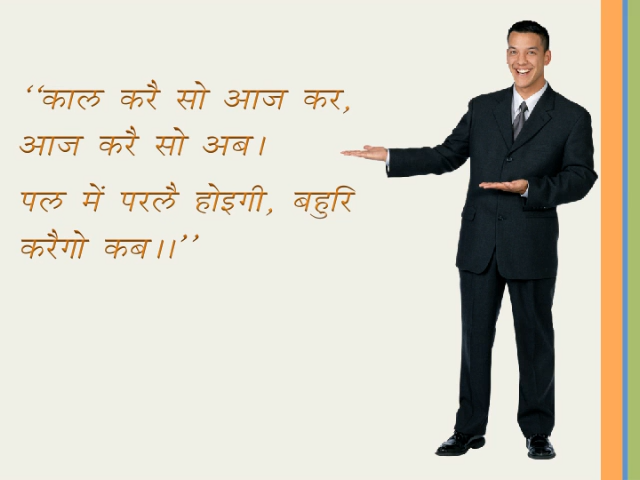 ‘‘काल करै सो आज कर,
आज करै सो अब।
पल में परलै होइगी, बहुरि
करैगो कब।।’’